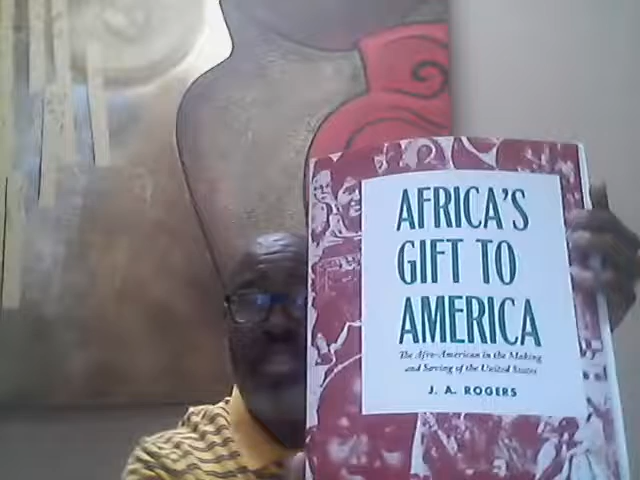 AFRICA'S
GIFT TO
AMERICA
The Afro-American in the Making
and Saving of the United States
J. A. ROGERS